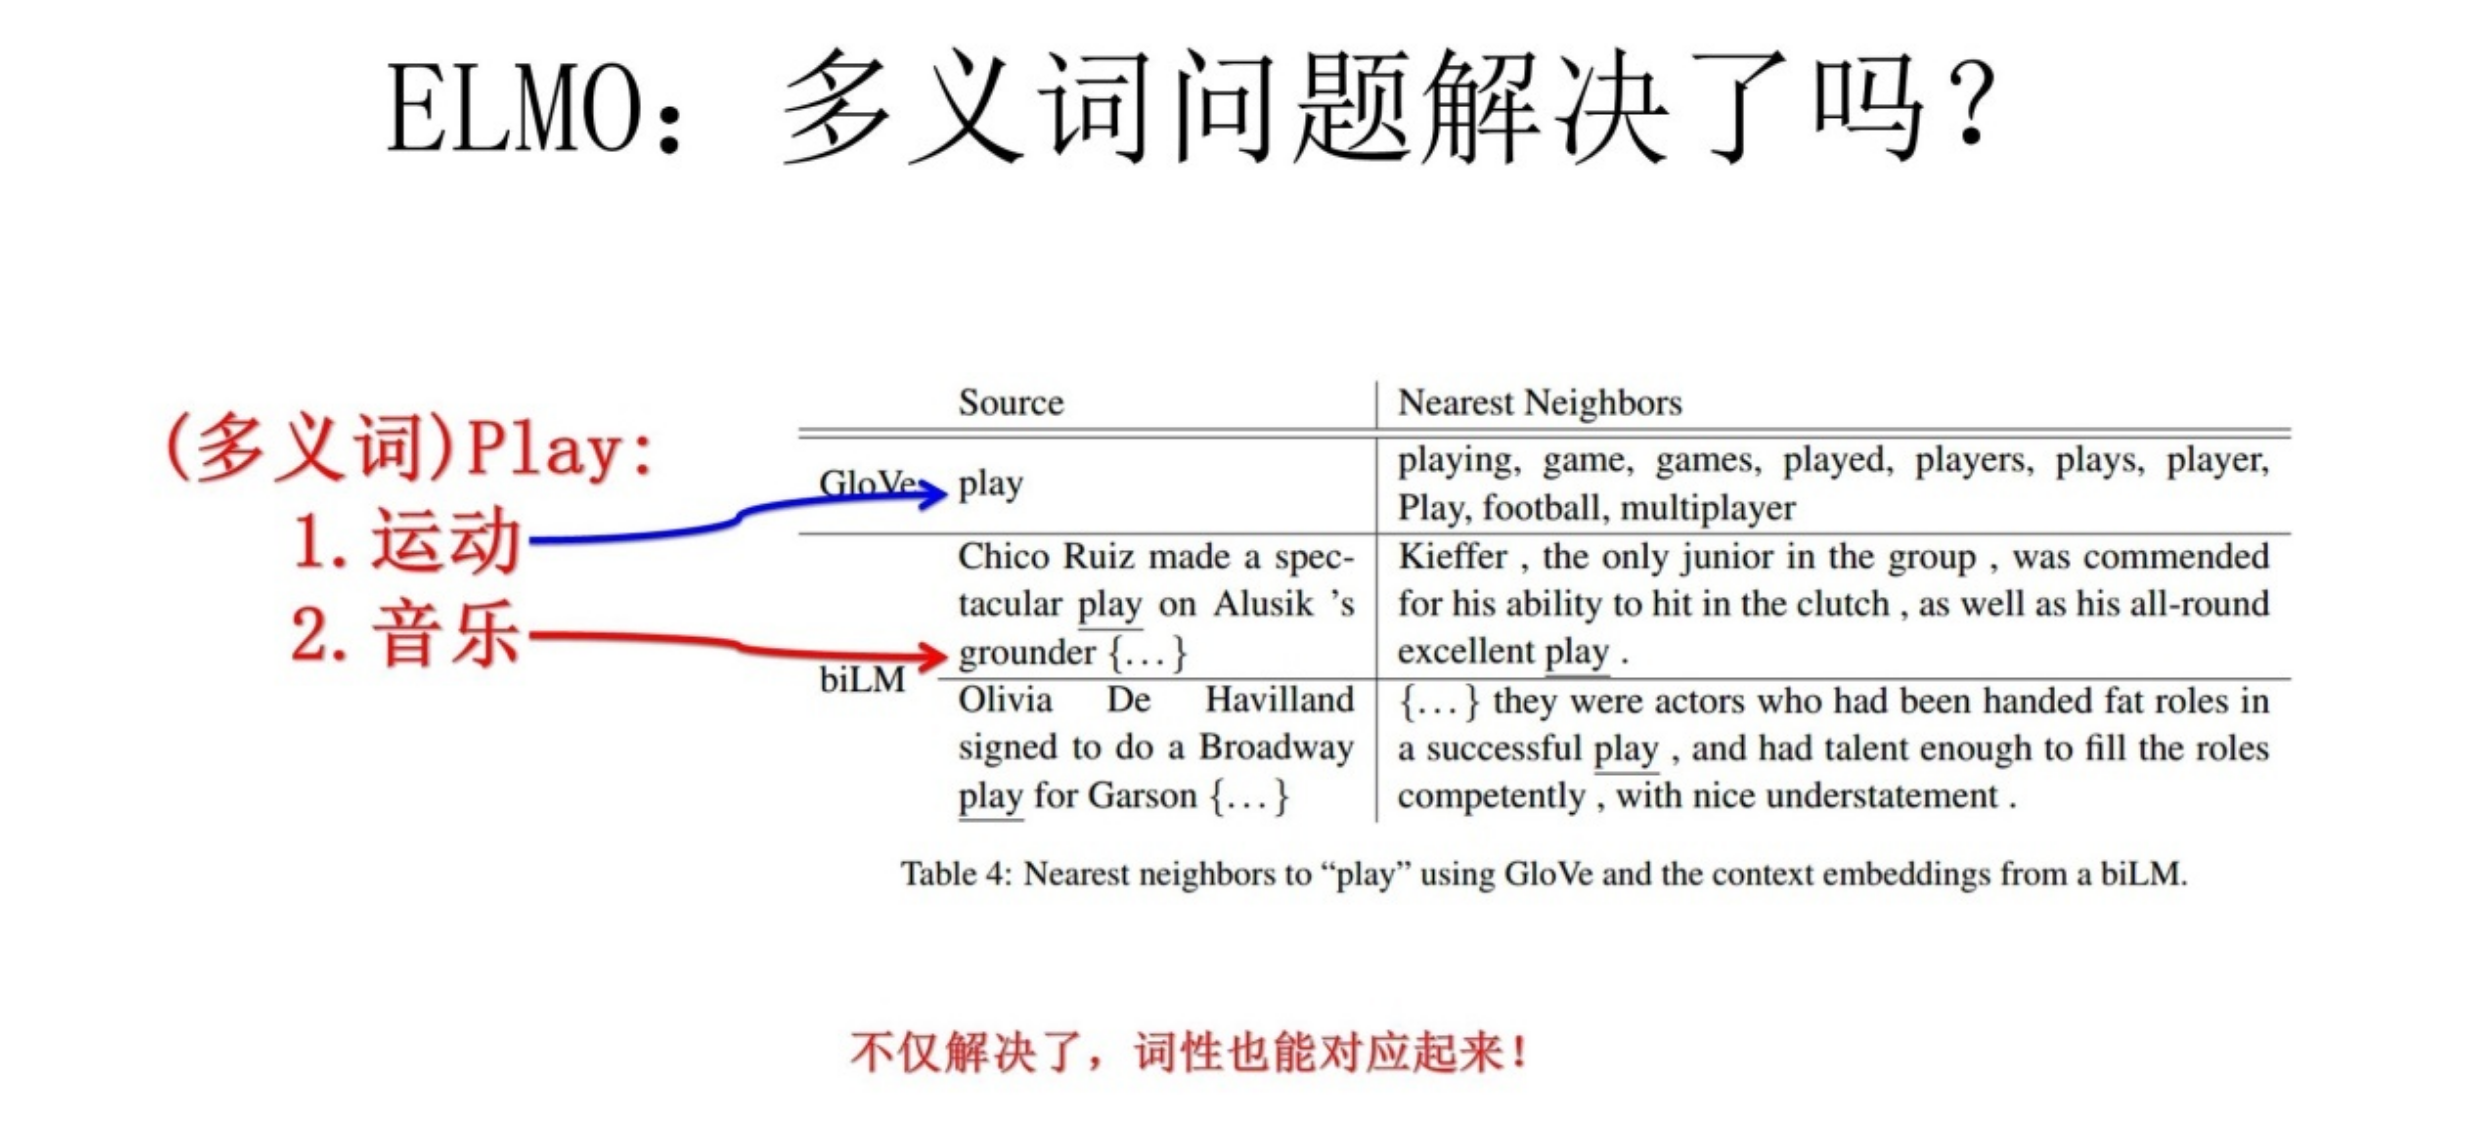 ELMO：多义词问题解决了吗？
(多义词)Play:
1.运动
2.音乐
Source Nearest Neighbors
GloVe play
playing, game, games, played, players, plays, player,
Play, football, multiplayer
biLM
Chico Ruiz made a spec-
tacular play on Alusik 's
grounder {...}
Kieffer , the only junior in the group , was commended
for his ability to hit in the clutch , as well as his all-round
excellent play .
Olivia De Havilland
signed to do a Broadway
play for Garson {...}
{...} they were actors who had been handed fat roles in
a successful play , and had talent enough to fill the roles
competently , with nice understatement .
Table 4: Nearest neighbors to “play” using GloVe and the context embeddings from a biLM.
不仅解决了，词性也能对应起来！